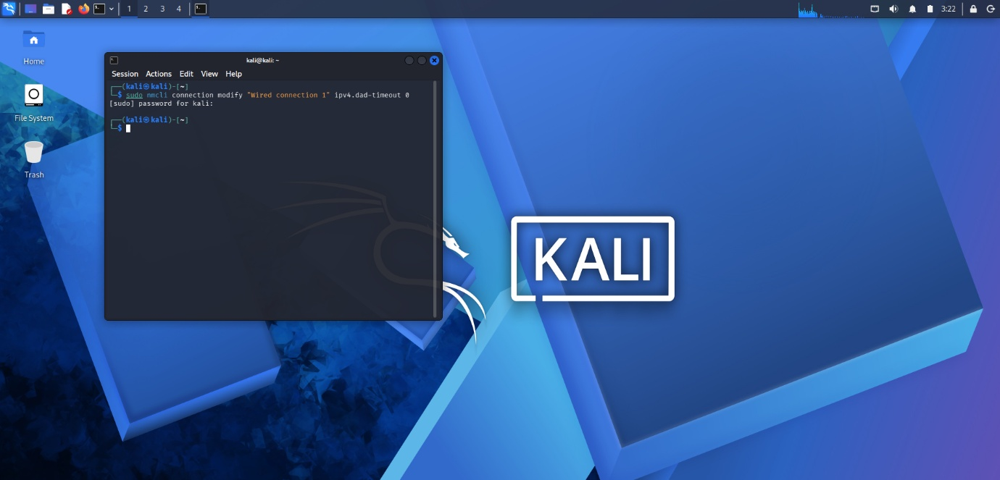 1 2 3 4
3:22
Home
File System
Trash
kali@kali: ~
Session Actions Edit View Help
┌──(kali㉿kali)-[~]
└─$ sudo nmcli connection modify "Wired connection 1" ipv4.dad-timeout 0
[sudo] password for kali:
┌──(kali㉿kali)-[~]
└─$
KALI